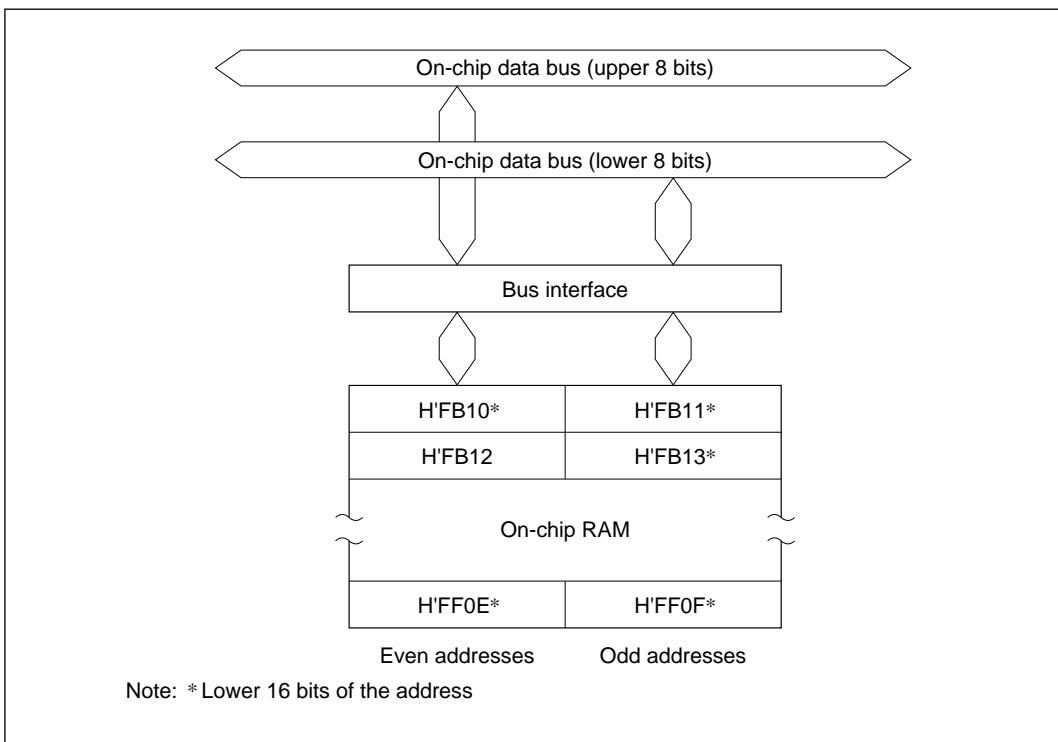 On-chip data bus (upper 8 bits)
On-chip data bus (lower 8 bits)
Bus interface
H'FB10* H'FB11*
H'FB12 H'FB13*
On-chip RAM
H'FF0E* H'FF0F*
Even addresses Odd addresses
Note: * Lower 16 bits of the address